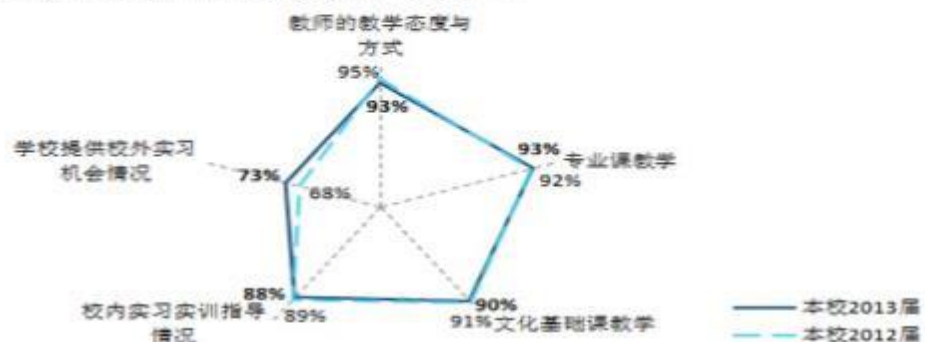 教师的教学态度与
方式
95%
93%
学校提供校外实习
机会情况
73%
68%
93%
专业课教学
92%
88%
校内实习实训指导
情况
89%
90%
91%
文化基础课教学
本校2013届
本校2012届